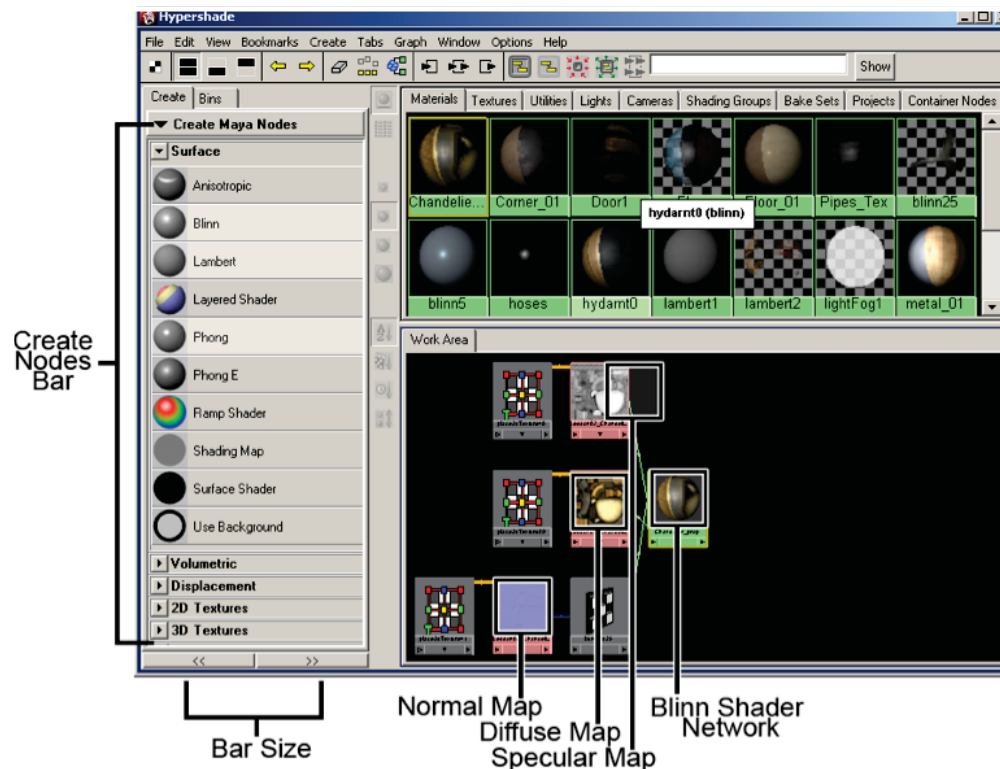 Hypershade
File Edit View Bookmarks Create Tabs Graph Window Options Help
Show
Create Bins
Materials Textures Utilities Lights Cameras Shading Groups Bake Sets Projects Container Nodes
Create Maya Nodes
Surface
Anisotropic
Blinn
Lambert
Layered Shader
Phong
Phong E
Ramp Shader
Shading Map
Surface Shader
Use Background
Volumetric
Displacement
2D Textures
3D Textures
<< >>
Chandelie... Corner_01 Door1 Floor_01 Pipes_Tex blinn25
hydarnt0 (blinn)
blinn5 hoses hydarnt0 lambert1 lambert2 lightFog1 metal_01
Work Area
Create
Nodes
Bar
Bar Size
Normal Map
Diffuse Map
Specular Map
Blinn Shader
Network